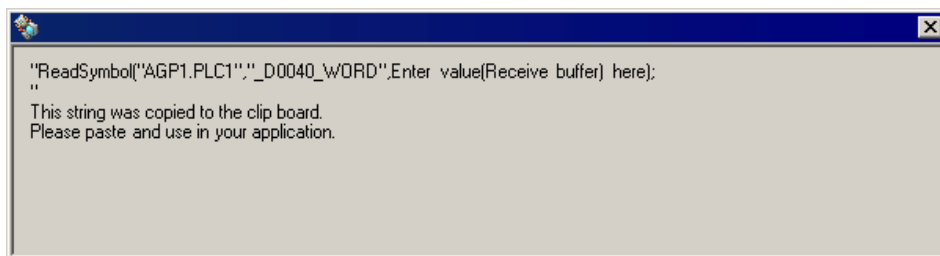 "ReadSymbol("AGP1.PLC1","_D0040_WORD",Enter value(Receive buffer) here);
"
This string was copied to the clip board.
Please paste and use in your application.